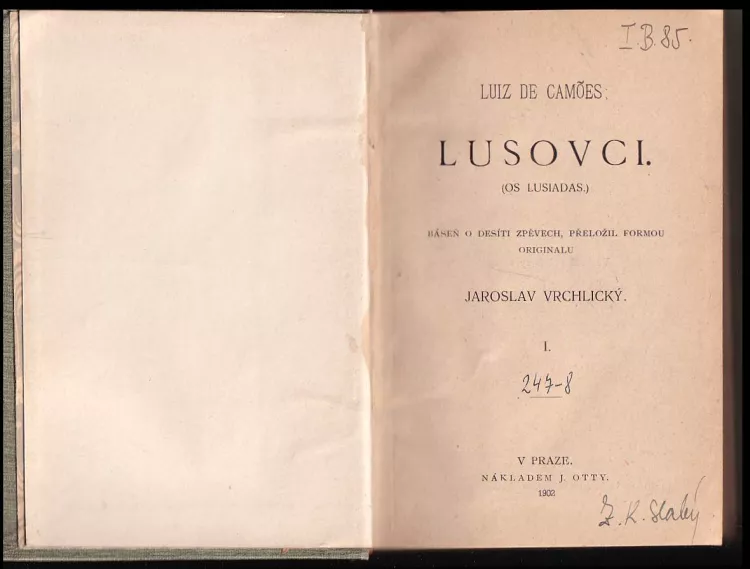 I.B.85.
LUIZ DE CAMÕES:
LUSOVCI.
(OS LUSIADAS.)
BÁSEŇ O DESÍTI ZPĚVECH, PŘELOŽIL FORMOU
ORIGINALU
JAROSLAV VRCHLICKÝ.
I.
247-8
V PRAZE.
NÁKLADEM J. OTTY.
1902
Z. K. Slabý